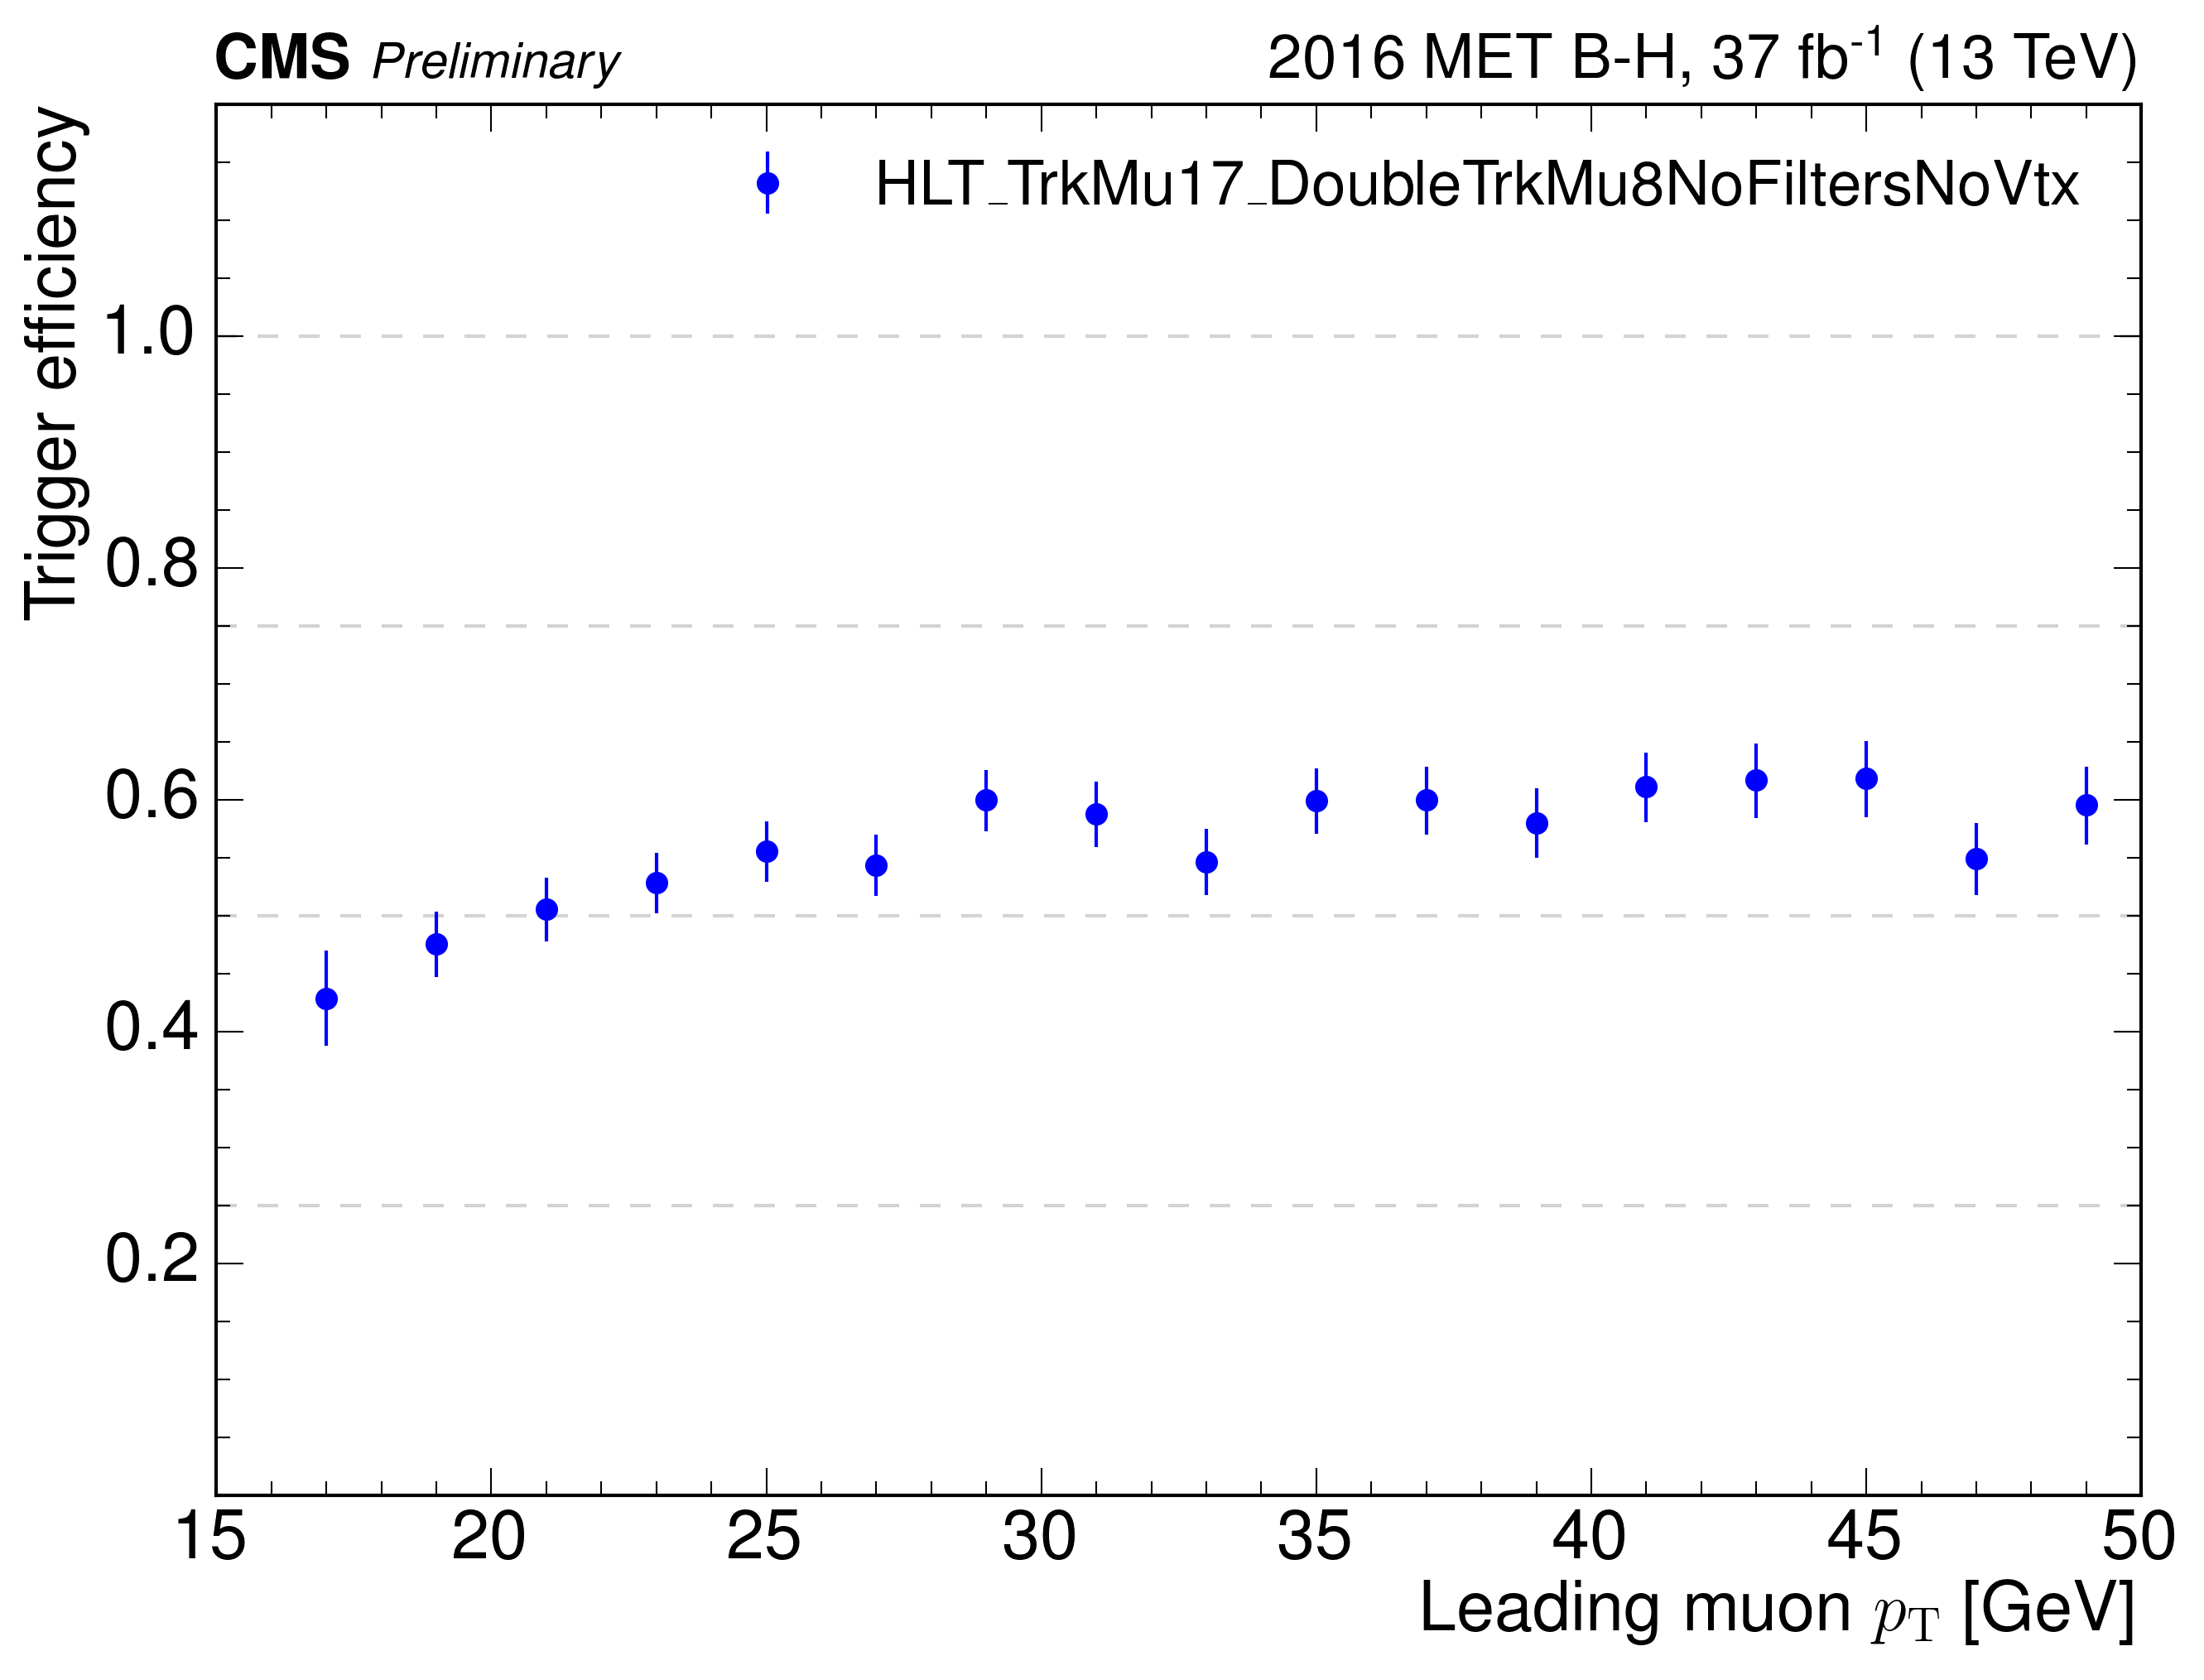 CMS Preliminary 2016 MET B-H, 37 fb⁻¹ (13 TeV)
HLT_TrkMu17_DoubleTrkMu8NoFiltersNoVtx
Trigger efficiency
1.0
0.8
0.6
0.4
0.2
15 20 25 30 35 40 45 50
Leading muon p_T [GeV]